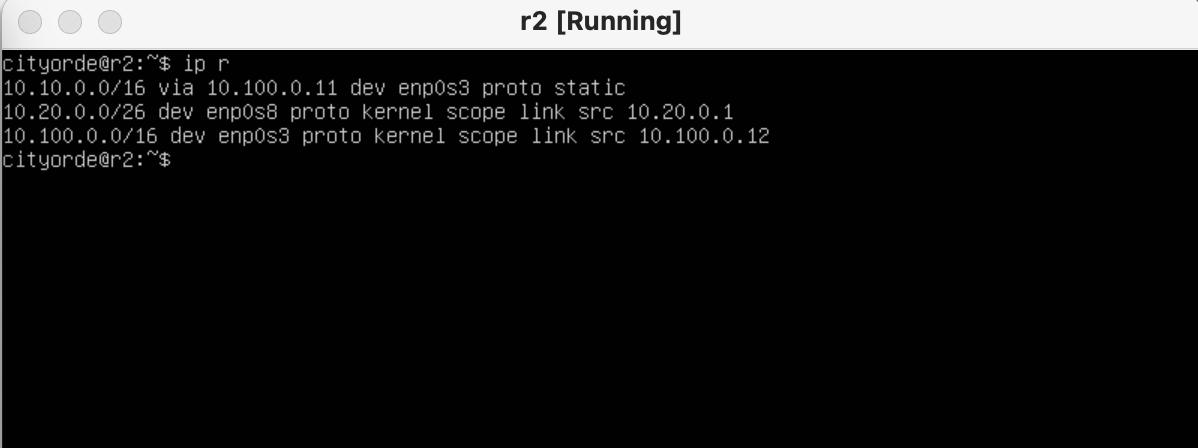 r2 [Running]
cityorde@r2:~$ ip r
10.10.0.0/16 via 10.100.0.11 dev enp0s3 proto static
10.20.0.0/26 dev enp0s8 proto kernel scope link src 10.20.0.1
10.100.0.0/16 dev enp0s3 proto kernel scope link src 10.100.0.12
cityorde@r2:~$